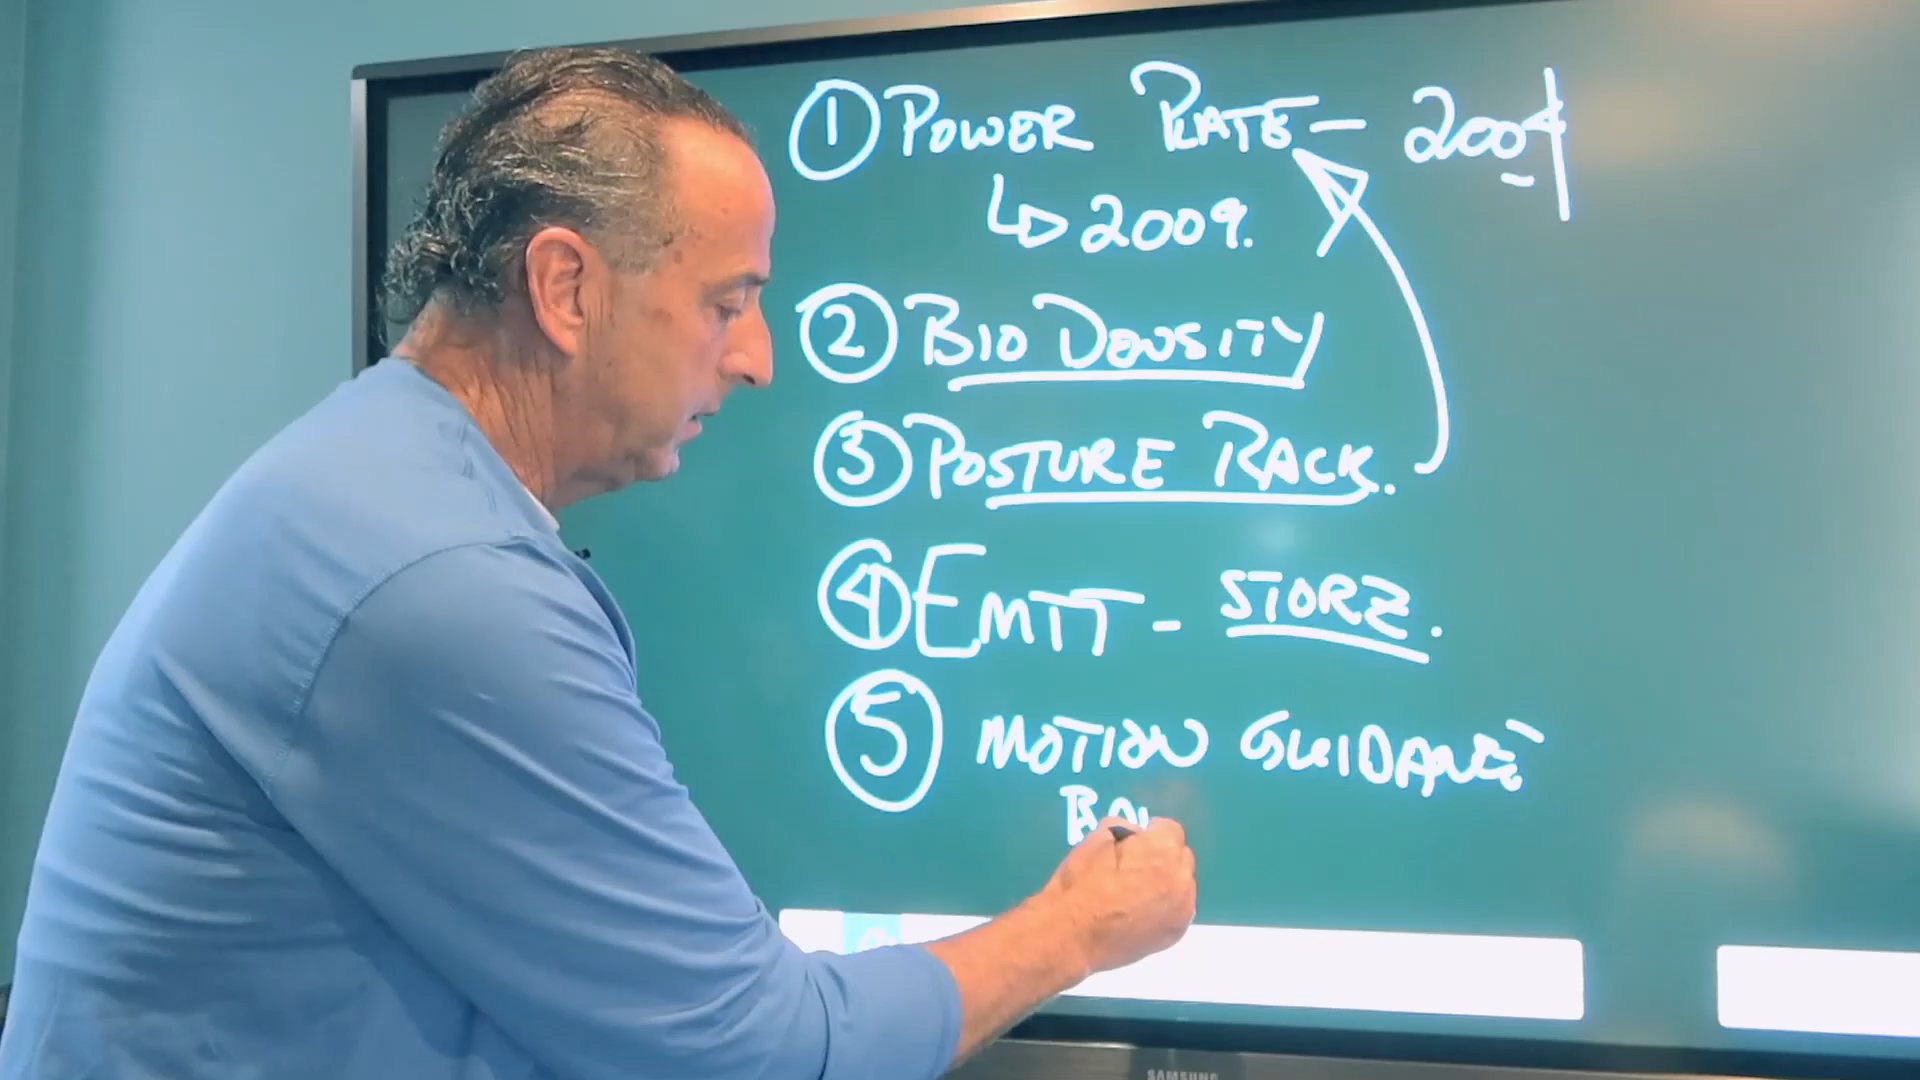 ① POWER PLATE - 2004
↳ 2009.
② BIO DENSITY
③ POSTURE RACK.
④ EMTT - STORZ.
⑤ MOTION GUIDANCE
SAMSUNG